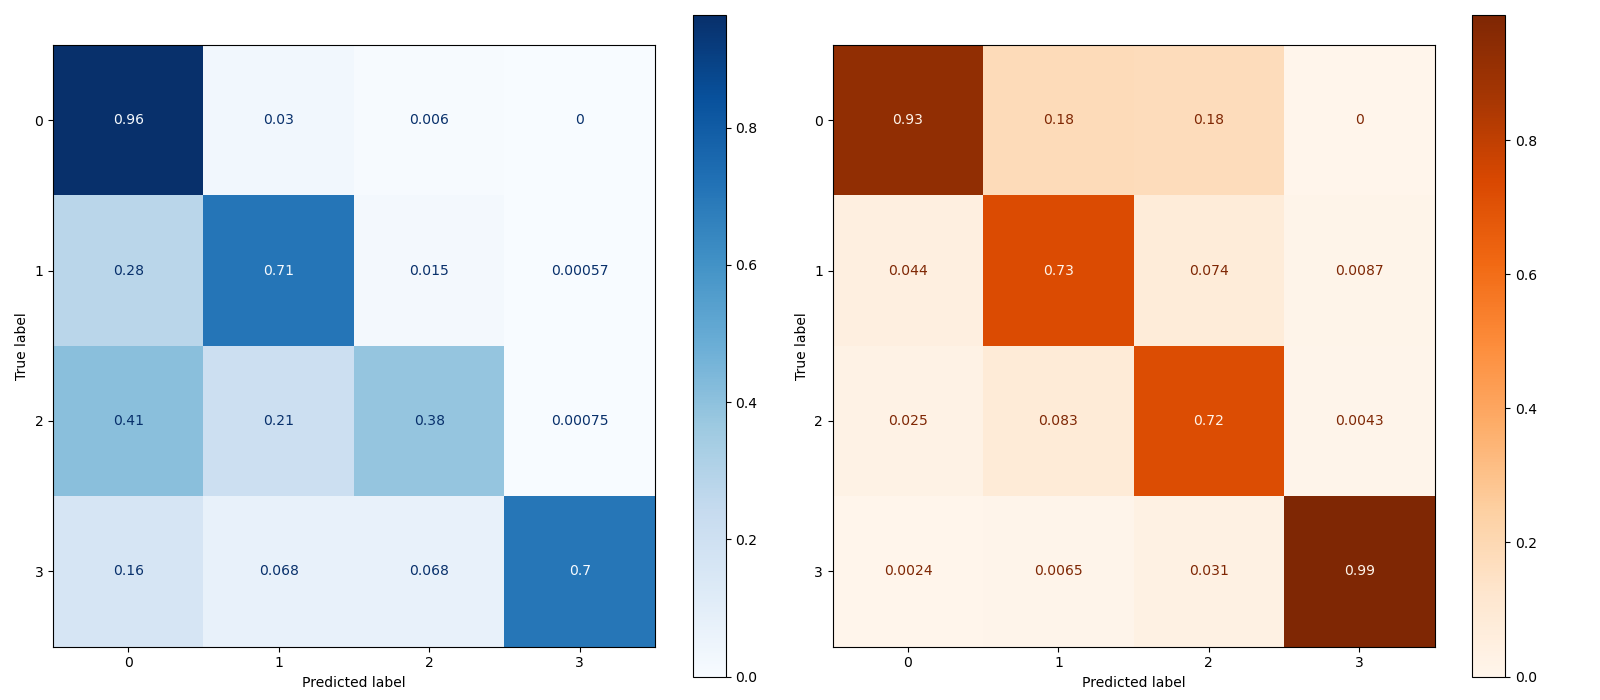 0 0.96 0.03 0.006 0
1 0.28 0.71 0.015 0.00057
2 0.41 0.21 0.38 0.00075
3 0.16 0.068 0.068 0.7
0 1 2 3
True label
Predicted label
0.8
0.6
0.4
0.2
0.0
0 0.93 0.18 0.18 0
1 0.044 0.73 0.074 0.0087
2 0.025 0.083 0.72 0.0043
3 0.0024 0.0065 0.031 0.99
0 1 2 3
True label
Predicted label
0.8
0.6
0.4
0.2
0.0